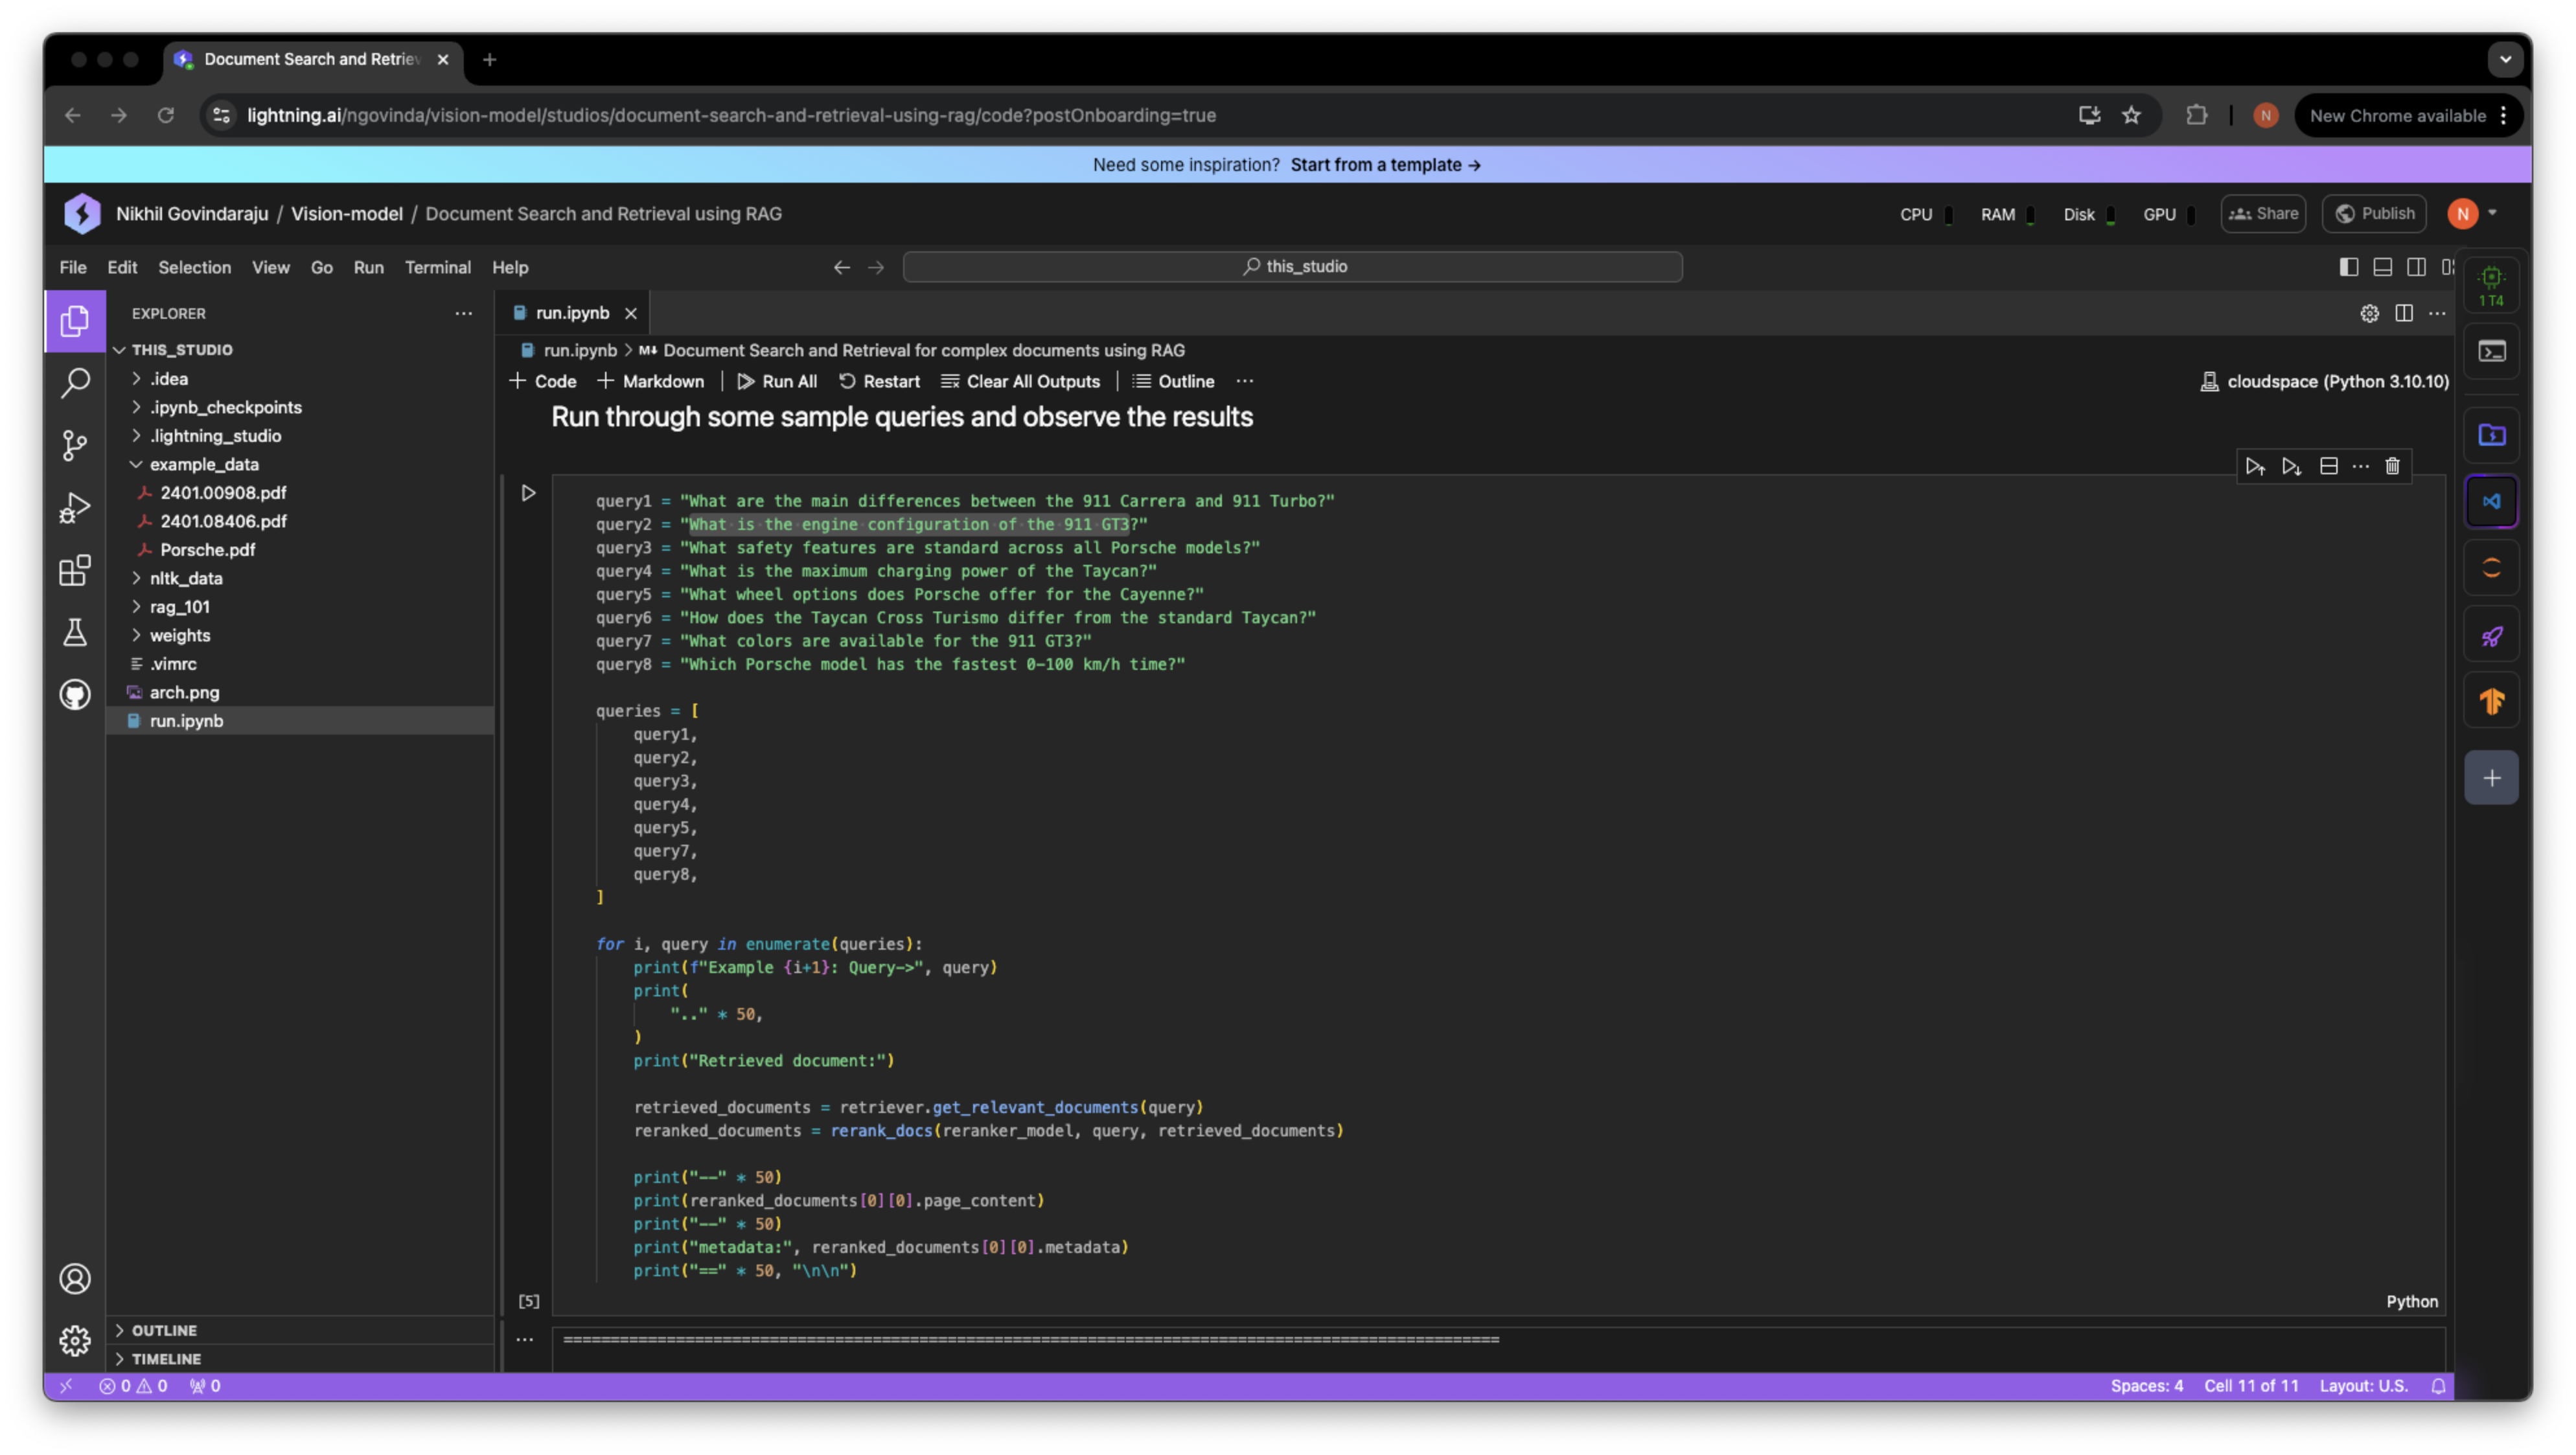 Document Search and Retriev
lightning.ai/ngovinda/vision-model/studios/document-search-and-retrieval-using-rag/code?postOnboarding=true
N
New Chrome available
Need some inspiration? Start from a template →
Nikhil Govindaraju / Vision-model / Document Search and Retrieval using RAG
CPU RAM Disk GPU Share Publish N
File Edit Selection View Go Run Terminal Help
this_studio
1 T4
EXPLORER
THIS_STUDIO
.idea
.ipynb_checkpoints
.lightning_studio
example_data
2401.00908.pdf
2401.08406.pdf
Porsche.pdf
nltk_data
rag_101
weights
.vimrc
arch.png
run.ipynb
OUTLINE
TIMELINE
run.ipynb
run.ipynb > M↓ Document Search and Retrieval for complex documents using RAG
+ Code + Markdown | Run All Restart Clear All Outputs | Outline ...
cloudspace (Python 3.10.10)
Run through some sample queries and observe the results
query1 = "What are the main differences between the 911 Carrera and 911 Turbo?"
query2 = "What is the engine configuration of the 911 GT3?"
query3 = "What safety features are standard across all Porsche models?"
query4 = "What is the maximum charging power of the Taycan?"
query5 = "What wheel options does Porsche offer for the Cayenne?"
query6 = "How does the Taycan Cross Turismo differ from the standard Taycan?"
query7 = "What colors are available for the 911 GT3?"
query8 = "Which Porsche model has the fastest 0-100 km/h time?"
queries = [
query1,
query2,
query3,
query4,
query5,
query7,
query8,
]
for i, query in enumerate(queries):
print(f"Example {i+1}: Query->", query)
print(
".." * 50,
)
print("Retrieved document:")
retrieved_documents = retriever.get_relevant_documents(query)
reranked_documents = rerank_docs(reranker_model, query, retrieved_documents)
print("--" * 50)
print(reranked_documents[0][0].page_content)
print("--" * 50)
print("metadata:", reranked_documents[0][0].metadata)
print("==" * 50, "\n\n")
[5]
Python
====================================================================================================
0 0 0
Spaces: 4 Cell 11 of 11 Layout: U.S.